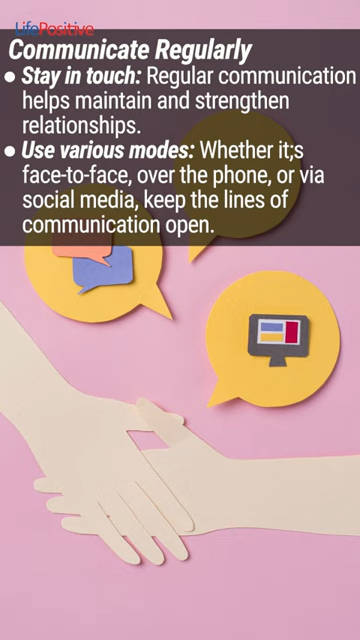 LifePositive
Communicate Regularly
● Stay in touch: Regular communication
helps maintain and strengthen
relationships.
● Use various modes: Whether it;s
face-to-face, over the phone, or via
social media, keep the lines of
communication open.